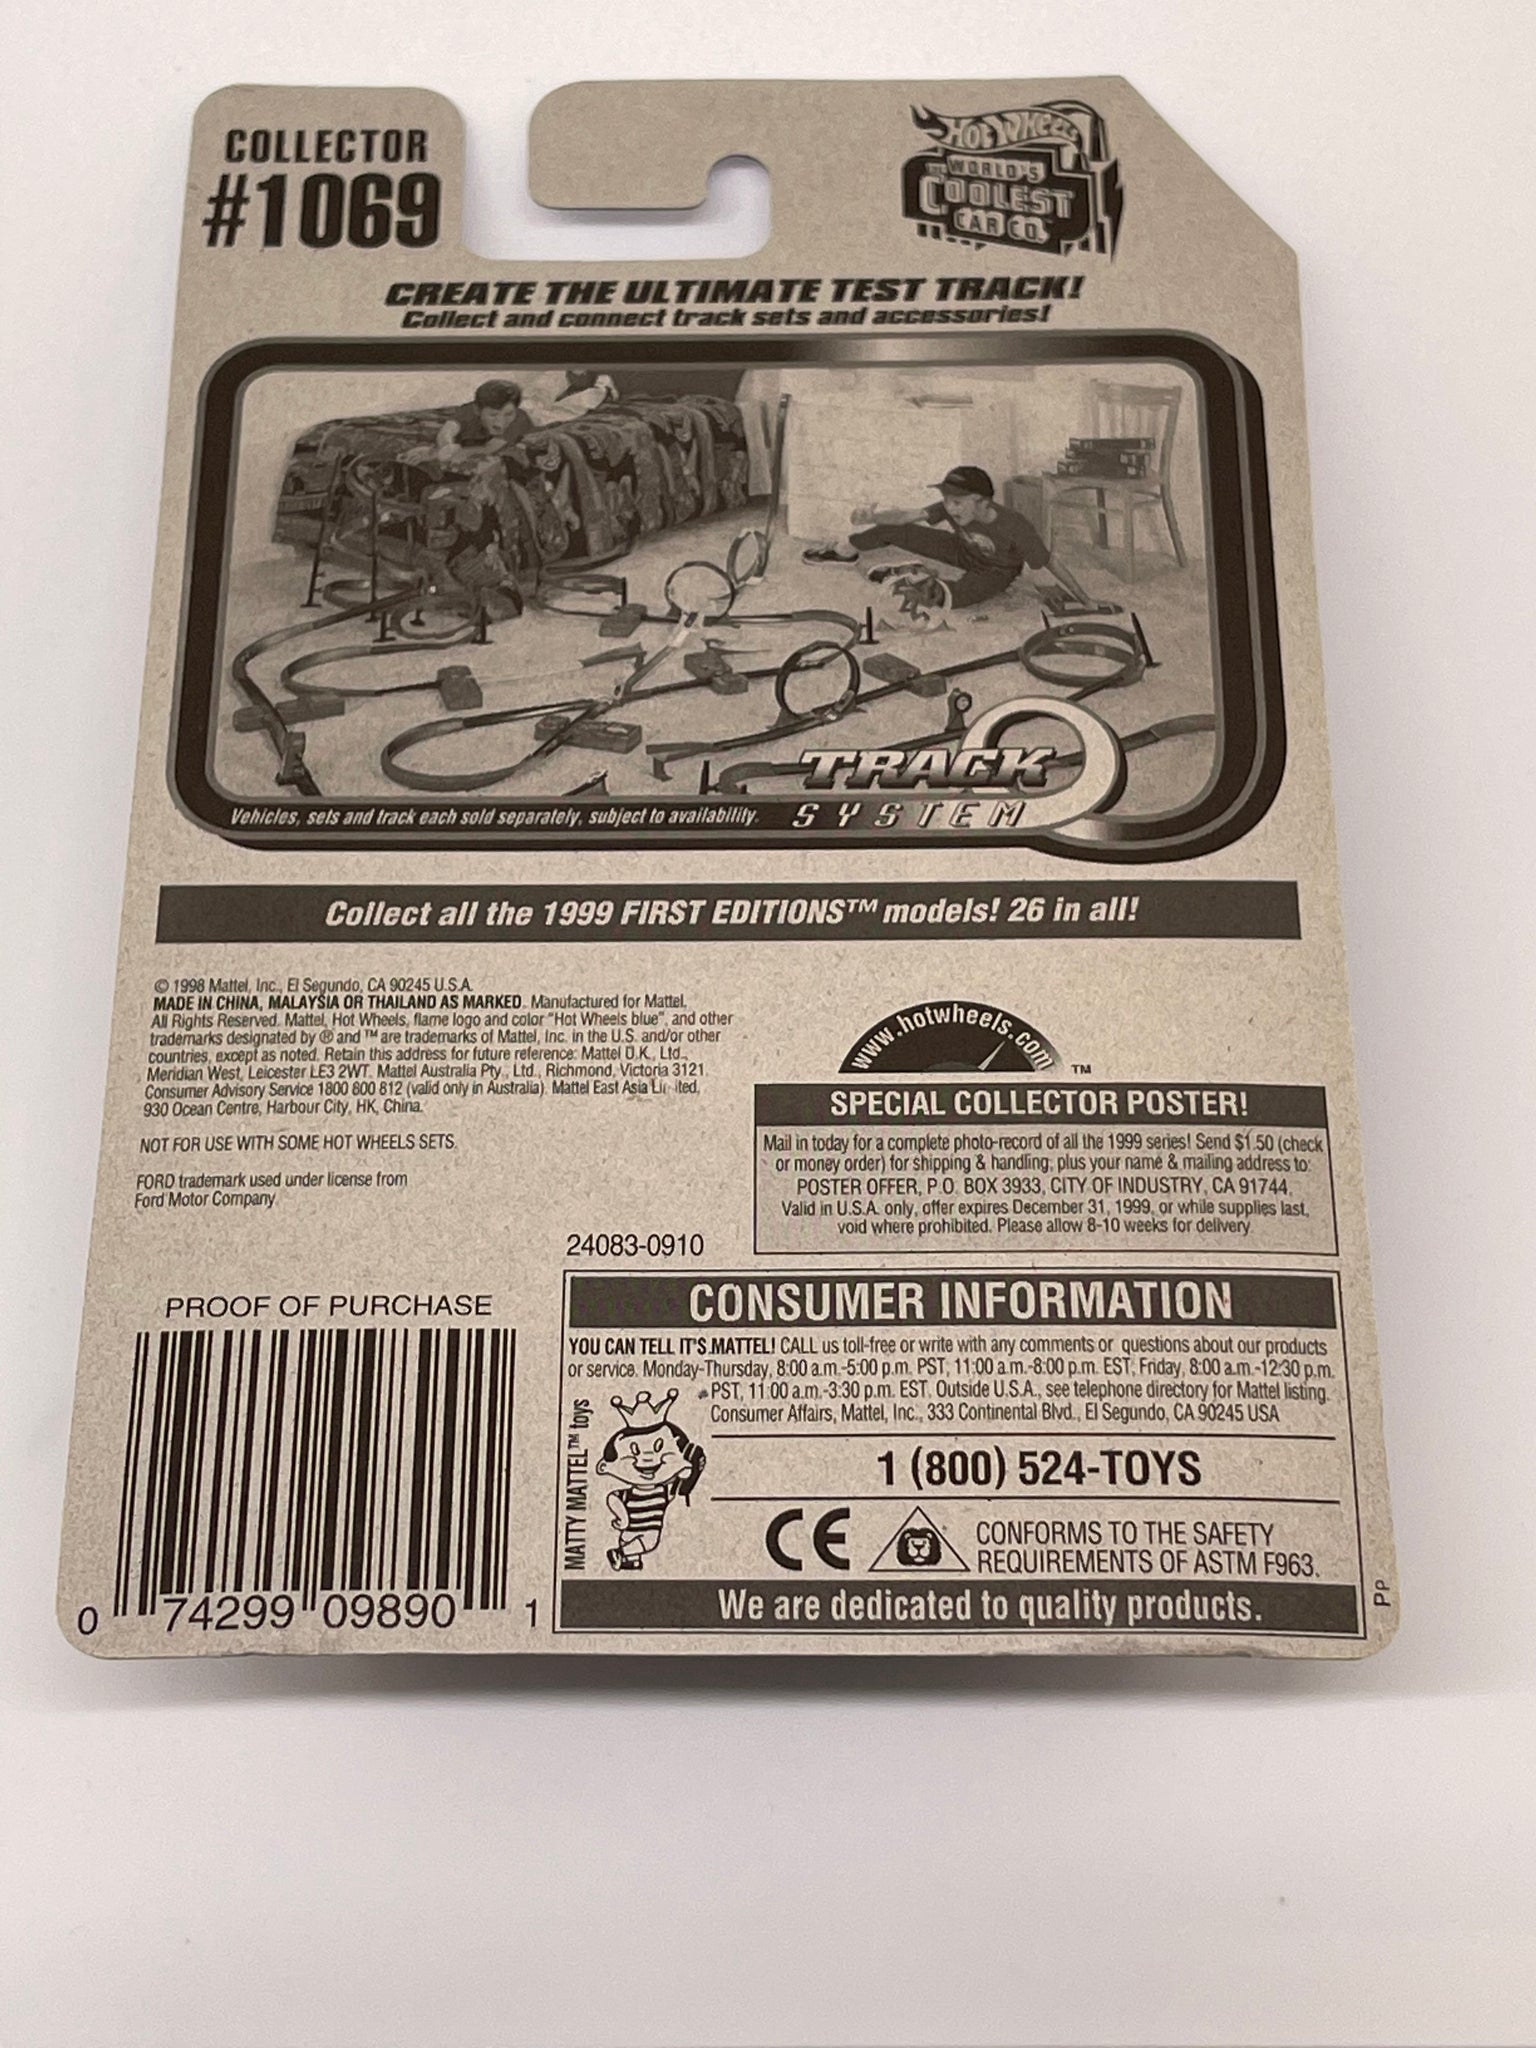 COLLECTOR
#1069
HOT WHEELS
WORLD'S
COOLEST
CAR CO.
CREATE THE ULTIMATE TEST TRACK!
Collect and connect track sets and accessories!
TRACK
SYSTEM
Vehicles, sets and track each sold separately, subject to availability.
Collect all the 1999 FIRST EDITIONS™ models! 26 in all!
© 1998 Mattel, Inc., El Segundo, CA 90245 U.S.A.
MADE IN CHINA, MALAYSIA OR THAILAND AS MARKED. Manufactured for Mattel.
All Rights Reserved. Mattel, Hot Wheels, flame logo and color "Hot Wheels blue", and other
trademarks designated by ® and ™ are trademarks of Mattel, Inc. in the U.S. and/or other
countries, except as noted. Retain this address for future reference: Mattel U.K., Ltd.,
Meridian West, Leicester LE3 2WT. Mattel Australia Pty., Ltd., Richmond, Victoria 3121.
Consumer Advisory Service 1800 800 812 (valid only in Australia). Mattel East Asia Li ited,
930 Ocean Centre, Harbour City, HK, China.
NOT FOR USE WITH SOME HOT WHEELS SETS.
FORD trademark used under license from
Ford Motor Company.
www.hotwheels.com ™
SPECIAL COLLECTOR POSTER!
Mail in today for a complete photo-record of all the 1999 series! Send $1.50 (check
or money order) for shipping & handling, plus your name & mailing address to:
POSTER OFFER, P.O. BOX 3933, CITY OF INDUSTRY, CA 91744.
Valid in U.S.A. only, offer expires December 31, 1999, or while supplies last,
void where prohibited. Please allow 8-10 weeks for delivery.
24083-0910
PROOF OF PURCHASE
0 74299 09890 1
CONSUMER INFORMATION
YOU CAN TELL IT'S MATTEL! CALL us toll-free or write with any comments or questions about our products
or service. Monday-Thursday, 8:00 a.m.-5:00 p.m. PST, 11:00 a.m.-8:00 p.m. EST; Friday, 8:00 a.m.-12:30 p.m.
PST, 11:00 a.m.-3:30 p.m. EST. Outside U.S.A., see telephone directory for Mattel listing.
Consumer Affairs, Mattel, Inc., 333 Continental Blvd., El Segundo, CA 90245 USA
MATTY MATTEL™ toys
1 (800) 524-TOYS
CE
CONFORMS TO THE SAFETY
REQUIREMENTS OF ASTM F963.
We are dedicated to quality products.
PP